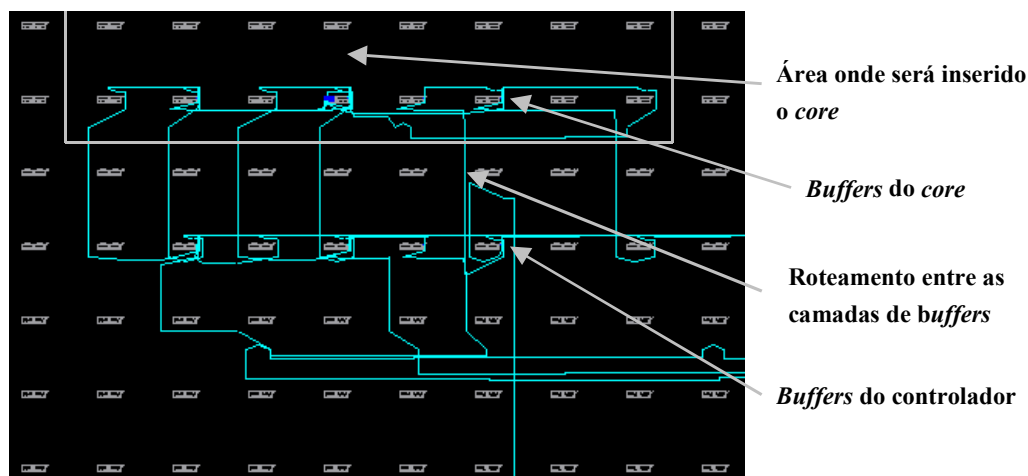 Área onde será inserido
o core
Buffers do core
Roteamento entre as
camadas de buffers
Buffers do controlador